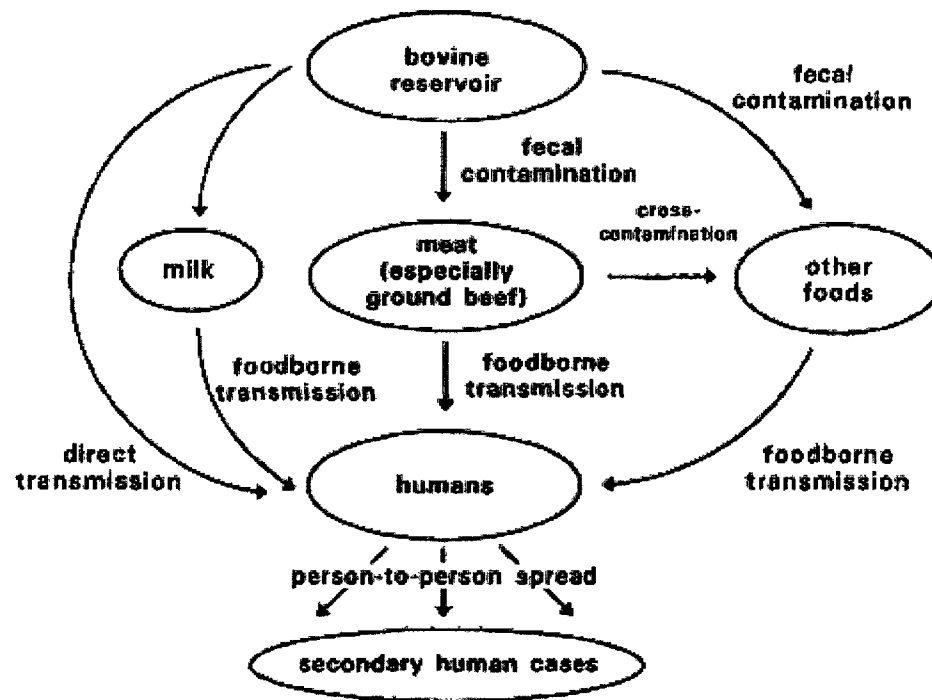 bovine
reservoir
fecal
contamination
fecal
contamination
cross-
contamination
milk
meat
(especially
ground beef)
other
foods
foodborne
transmission
foodborne
transmission
direct
transmission
humans
foodborne
transmission
person-to-person spread
secondary human cases